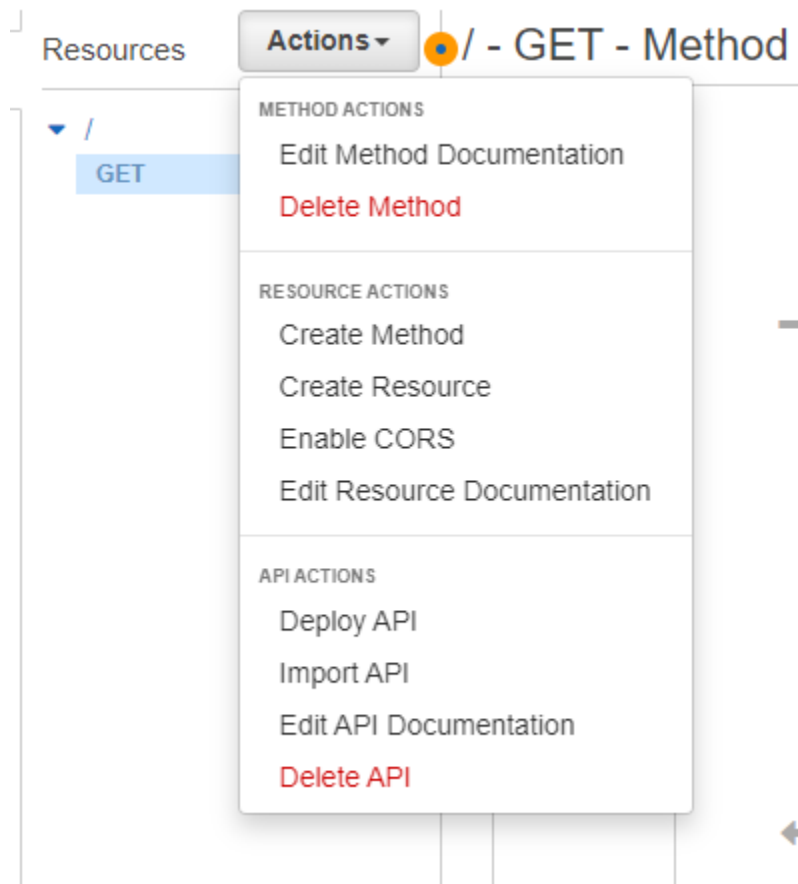 Resources
Actions
/ - GET - Method
/
GET
METHOD ACTIONS
Edit Method Documentation
Delete Method
RESOURCE ACTIONS
Create Method
Create Resource
Enable CORS
Edit Resource Documentation
API ACTIONS
Deploy API
Import API
Edit API Documentation
Delete API